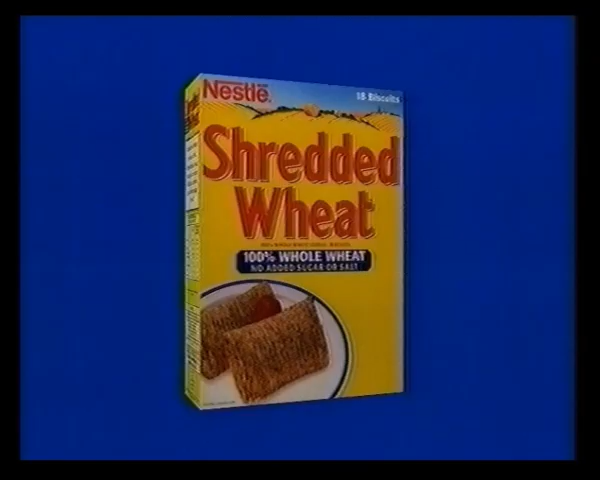 Nestlé
18 Biscuits
Shredded
Wheat
100% WHOLE WHEAT
NO ADDED SUGAR OR SALT